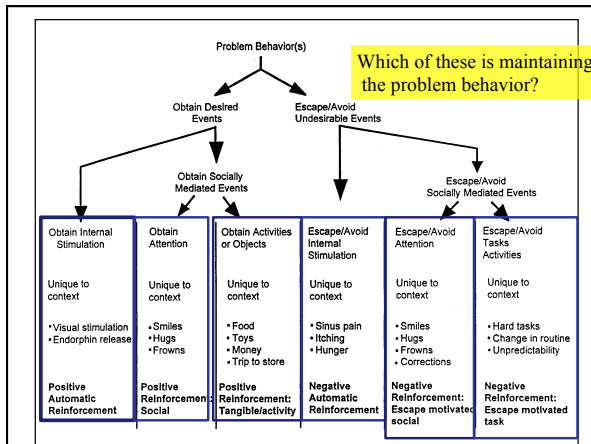 Problem Behavior(s)
Which of these is maintaining
the problem behavior?
Obtain Desired
Events
Escape/Avoid
Undesirable Events
Obtain Socially
Mediated Events
Escape/Avoid
Socially Mediated Events
Obtain Internal
Stimulation
Unique to
context
• Visual stimulation
• Endorphin release
Positive
Automatic
Reinforcement
Obtain
Attention
Unique to
context
• Smiles
• Hugs
• Frowns
Positive
Reinforcement:
Social
Obtain Activities
or Objects
Unique to
context
• Food
• Toys
• Money
• Trip to store
Positive
Reinforcement:
Tangible/activity
Escape/Avoid
Internal
Stimulation
Unique to
context
• Sinus pain
• Itching
• Hunger
Negative
Automatic
Reinforcement
Escape/Avoid
Attention
Unique to
context
• Smiles
• Hugs
• Frowns
• Corrections
Negative
Reinforcement:
Escape motivated
social
Escape/Avoid
Tasks
Activities
Unique to
context
• Hard tasks
• Change in routine
• Unpredictability
Negative
Reinforcement:
Escape motivated
task